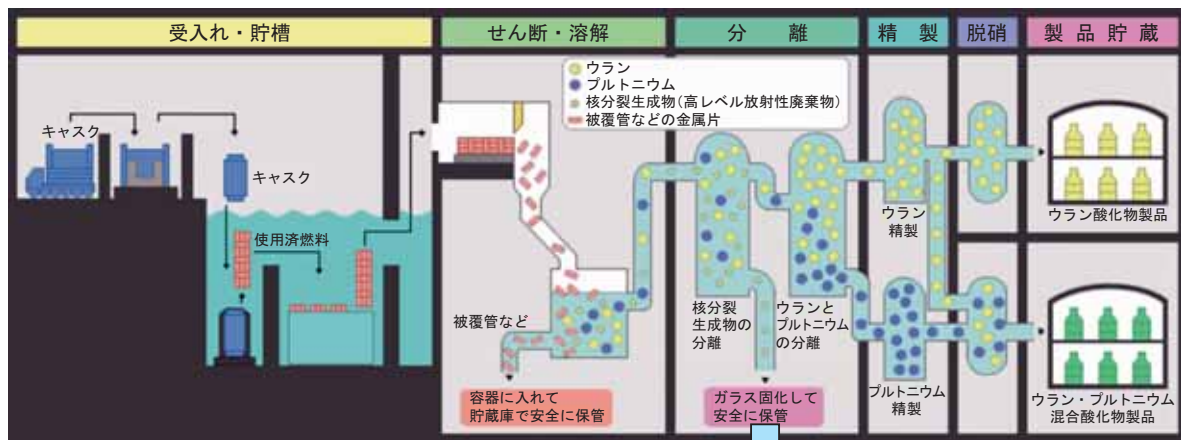 受入れ・貯槽
せん断・溶解
分離
精製
脱硝
製品貯蔵
ウラン
プルトニウム
核分裂生成物(高レベル放射性廃棄物)
被覆管などの金属片
キャスク
キャスク
使用済燃料
被覆管など
容器に入れて
貯蔵庫で安全に保管
核分裂
生成物の
分離
ウランと
プルトニウム
の分離
ガラス固化して
安全に保管
ウラン
精製
プルトニウム
精製
ウラン酸化物製品
ウラン・プルトニウム
混合酸化物製品